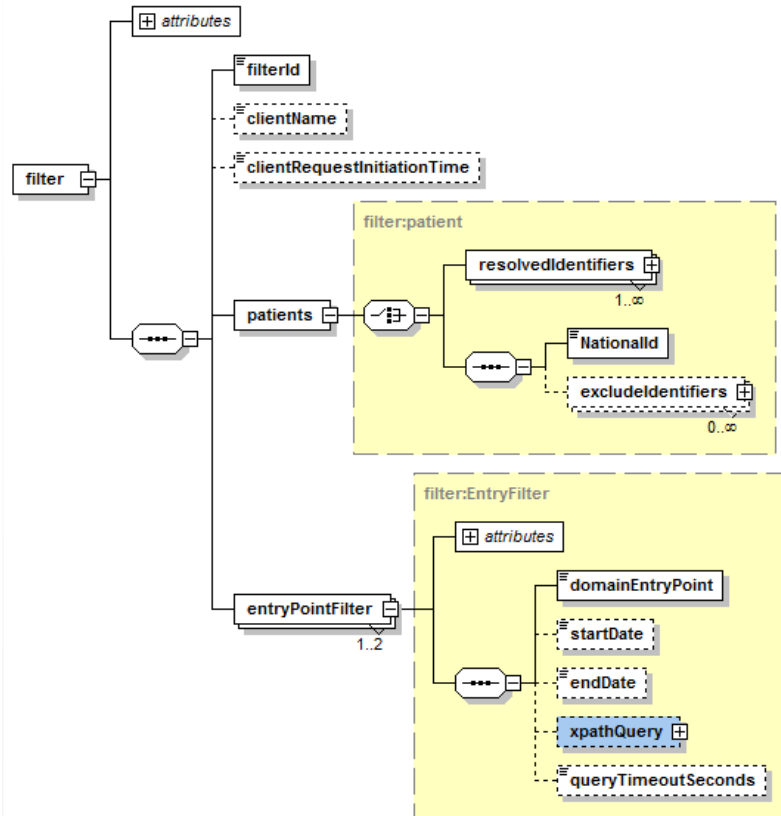 attributes
filterId
clientName
clientRequestInitiationTime
filter
filter:patient
resolvedIdentifiers
1..∞
patients
NationalId
excludeIdentifiers
0..∞
filter:EntryFilter
attributes
domainEntryPoint
entryPointFilter
1..2
startDate
endDate
xpathQuery
queryTimeoutSeconds